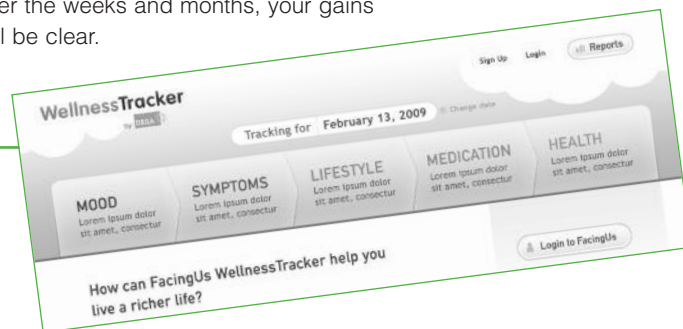 er the weeks and months, your gains
l be clear.
Sign Up Login Reports
WellnessTracker
by DBSA
Tracking for February 13, 2009 Change date
MOOD
Lorem ipsum dolor
sit amet, consectur
SYMPTOMS
Lorem ipsum dolor
sit amet, consectur
LIFESTYLE
Lorem ipsum dolor
sit amet, consectur
MEDICATION
Lorem ipsum dolor
sit amet, consectur
HEALTH
Lorem ipsum dolor
sit amet, consectur
How can FacingUs WellnessTracker help you
live a richer life?
Login to FacingUs